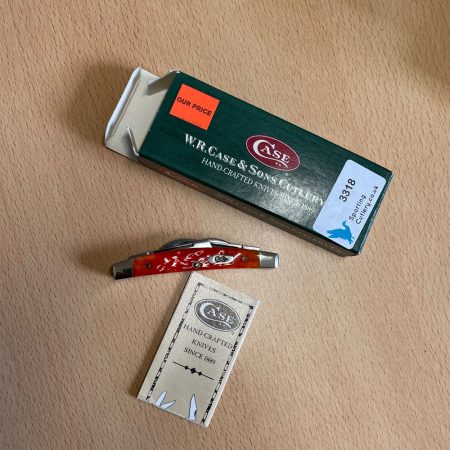 OUR PRICE
CASE
XX
W.R. CASE & SONS CUTLERY
HAND-CRAFTED KNIVES SINCE 1889
3318
Sporting
Cutlery.co.uk
CASE
HAND-CRAFTED
KNIVES
SINCE 1889